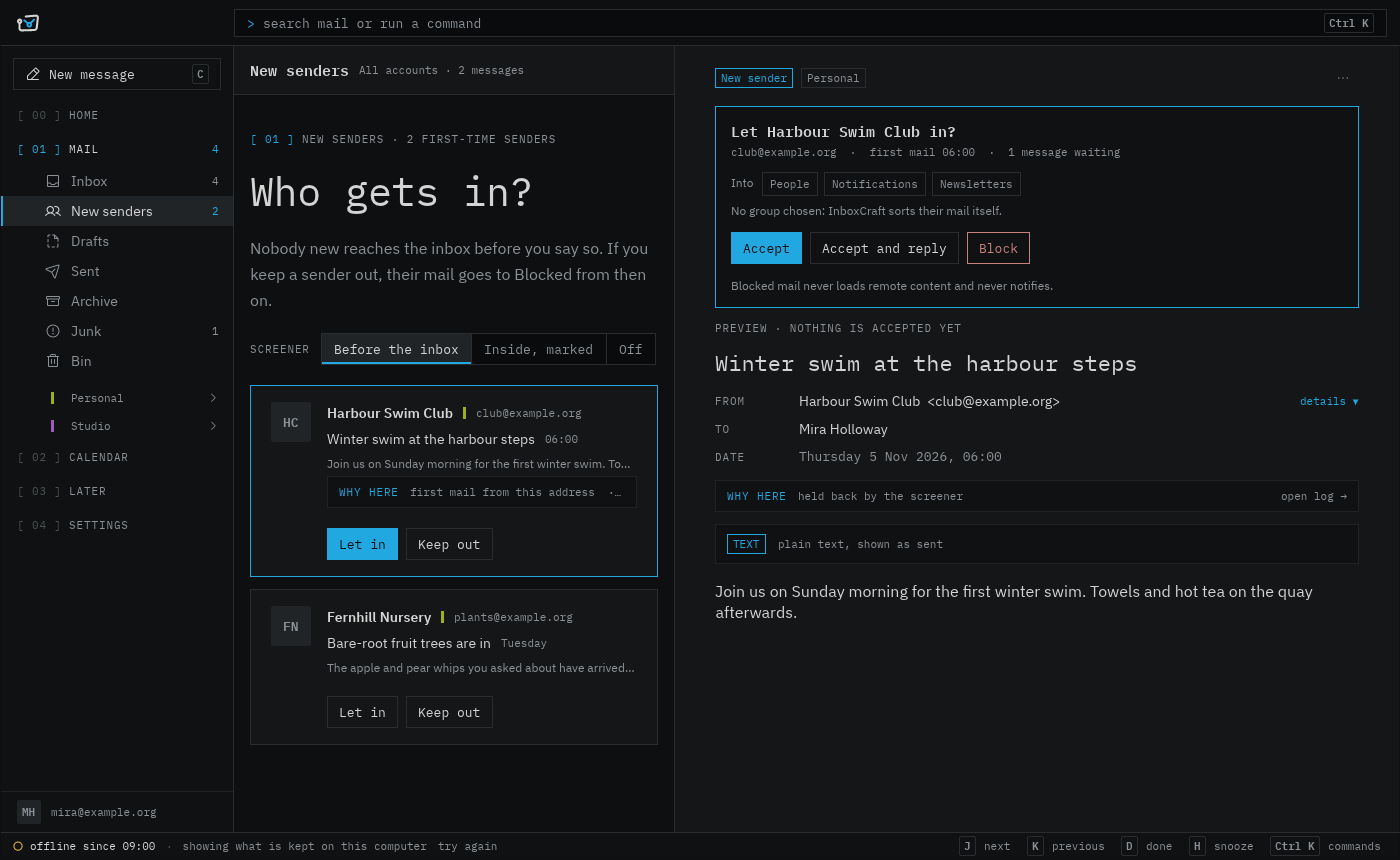 > search mail or run a command
Ctrl K
New message
C
[ 00 ] HOME
[ 01 ] MAIL 4
Inbox 4
New senders 2
Drafts
Sent
Archive
Junk 1
Bin
Personal
Studio
[ 02 ] CALENDAR
[ 03 ] LATER
[ 04 ] SETTINGS
MH mira@example.org
New senders All accounts · 2 messages
[ 01 ] NEW SENDERS · 2 FIRST-TIME SENDERS
Who gets in?
Nobody new reaches the inbox before you say so. If you
keep a sender out, their mail goes to Blocked from then
on.
SCREENER Before the inbox Inside, marked Off
HC
Harbour Swim Club club@example.org
Winter swim at the harbour steps 06:00
Join us on Sunday morning for the first winter swim. To…
WHY HERE first mail from this address ·…
Let in Keep out
FN
Fernhill Nursery plants@example.org
Bare-root fruit trees are in Tuesday
The apple and pear whips you asked about have arrived…
Let in Keep out
New sender Personal ···
Let Harbour Swim Club in?
club@example.org · first mail 06:00 · 1 message waiting
Into People Notifications Newsletters
No group chosen: InboxCraft sorts their mail itself.
Accept Accept and reply Block
Blocked mail never loads remote content and never notifies.
PREVIEW · NOTHING IS ACCEPTED YET
Winter swim at the harbour steps
FROM Harbour Swim Club <club@example.org> details ▾
TO Mira Holloway
DATE Thursday 5 Nov 2026, 06:00
WHY HERE held back by the screener open log →
TEXT plain text, shown as sent
Join us on Sunday morning for the first winter swim. Towels and hot tea on the quay
afterwards.
offline since 09:00 · showing what is kept on this computer try again
J next K previous D done H snooze Ctrl K commands